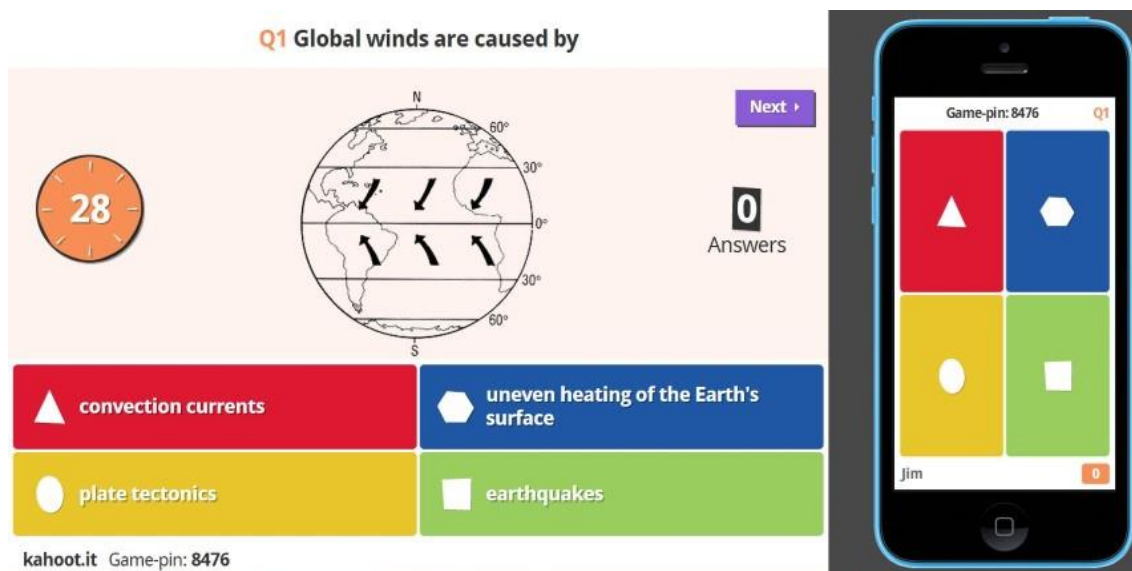 Q1 Global winds are caused by
28
N
60°
30°
0°
30°
60°
S
Next
0
Answers
convection currents
uneven heating of the Earth's
surface
plate tectonics
earthquakes
kahoot.it Game-pin: 8476
Game-pin: 8476 Q1
Jim 0